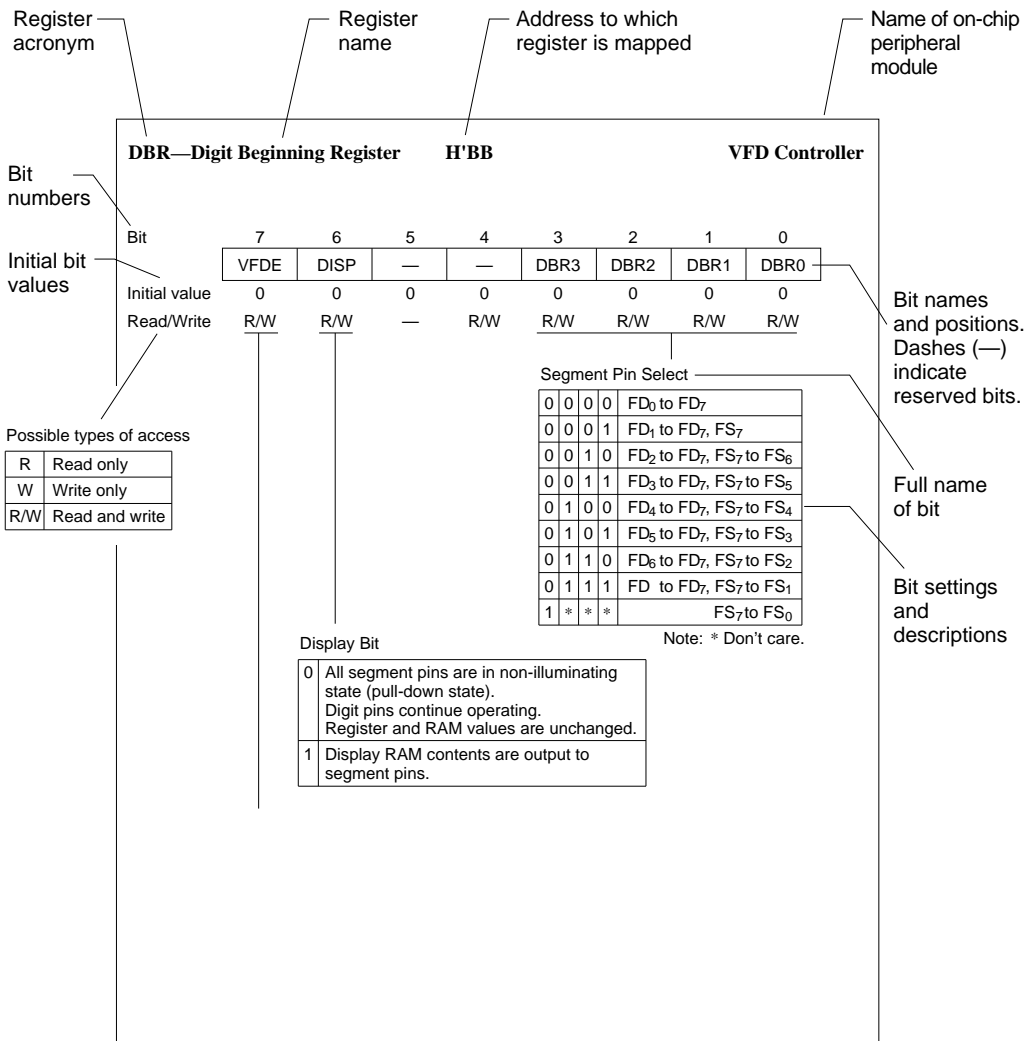 Register acronym
Register name
Address to which register is mapped
Name of on-chip peripheral module
DBR—Digit Beginning Register H'BB VFD Controller
Bit numbers
Bit 7 6 5 4 3 2 1 0
VFDE DISP — — DBR3 DBR2 DBR1 DBR0
Initial bit values
Initial value 0 0 0 0 0 0 0 0
Read/Write R/W R/W — R/W R/W R/W R/W R/W
Bit names and positions. Dashes (—) indicate reserved bits.
Possible types of access
R Read only
W Write only
R/W Read and write
Segment Pin Select
0 0 0 0 FD0 to FD7
0 0 0 1 FD1 to FD7, FS7
0 0 1 0 FD2 to FD7, FS7 to FS6
0 0 1 1 FD3 to FD7, FS7 to FS5
0 1 0 0 FD4 to FD7, FS7 to FS4
0 1 0 1 FD5 to FD7, FS7 to FS3
0 1 1 0 FD6 to FD7, FS7 to FS2
0 1 1 1 FD to FD7, FS7 to FS1
1 * * * FS7 to FS0
Note: * Don't care.
Full name of bit
Bit settings and descriptions
Display Bit
0 All segment pins are in non-illuminating
state (pull-down state).
Digit pins continue operating.
Register and RAM values are unchanged.
1 Display RAM contents are output to
segment pins.